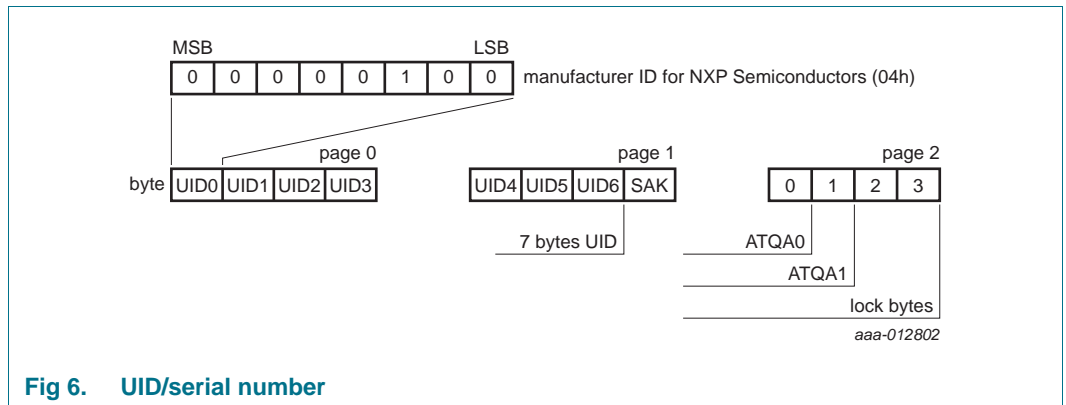 MSB LSB
0 0 0 0 0 1 0 0 manufacturer ID for NXP Semiconductors (04h)
page 0 page 1 page 2
byte UID0 UID1 UID2 UID3 UID4 UID5 UID6 SAK 0 1 2 3
7 bytes UID ATQA0
ATQA1
lock bytes
aaa-012802
Fig 6. UID/serial number